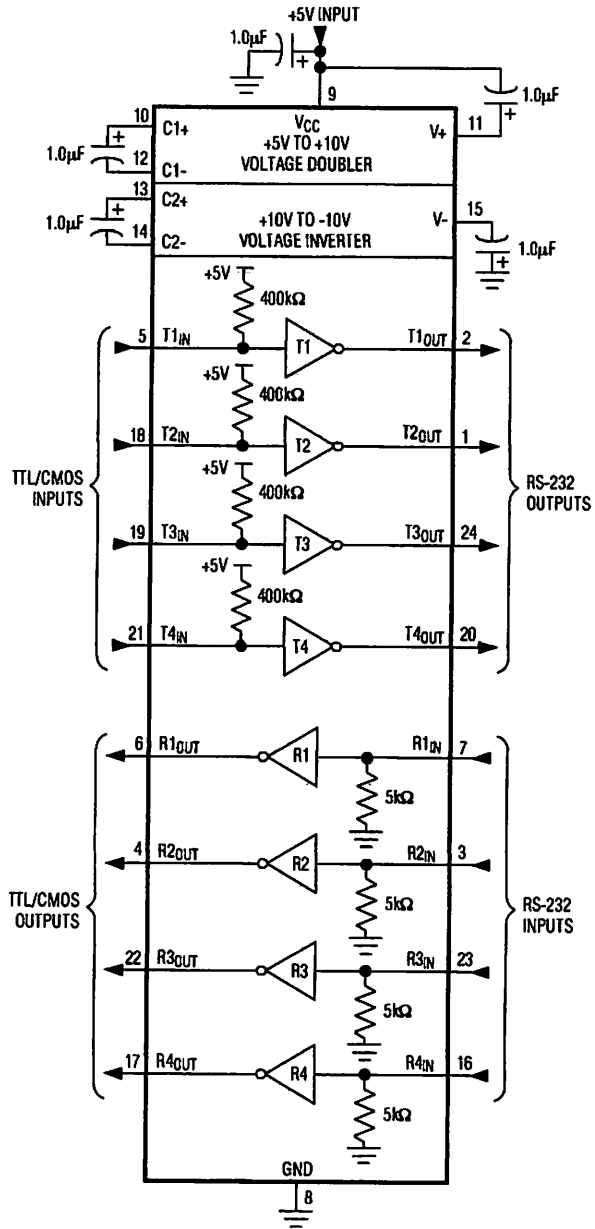 +5V INPUT
1.0µF
+
9
1.0µF
+
10 C1+ VCC V+ 11
+5V TO +10V
VOLTAGE DOUBLER
1.0µF
+
12 C1-
13 C2+
+10V TO -10V
VOLTAGE INVERTER
V- 15
1.0µF
+
14 C2-
1.0µF
+
+5V
400kΩ
5 T1IN T1 T1OUT 2
+5V
400kΩ
18 T2IN T2 T2OUT 1
TTL/CMOS
INPUTS
RS-232
OUTPUTS
+5V
400kΩ
19 T3IN T3 T3OUT 24
+5V
400kΩ
21 T4IN T4 T4OUT 20
6 R1OUT R1 R1IN 7
5kΩ
4 R2OUT R2 R2IN 3
5kΩ
TTL/CMOS
OUTPUTS
RS-232
INPUTS
22 R3OUT R3 R3IN 23
5kΩ
17 R4OUT R4 R4IN 16
5kΩ
GND
8